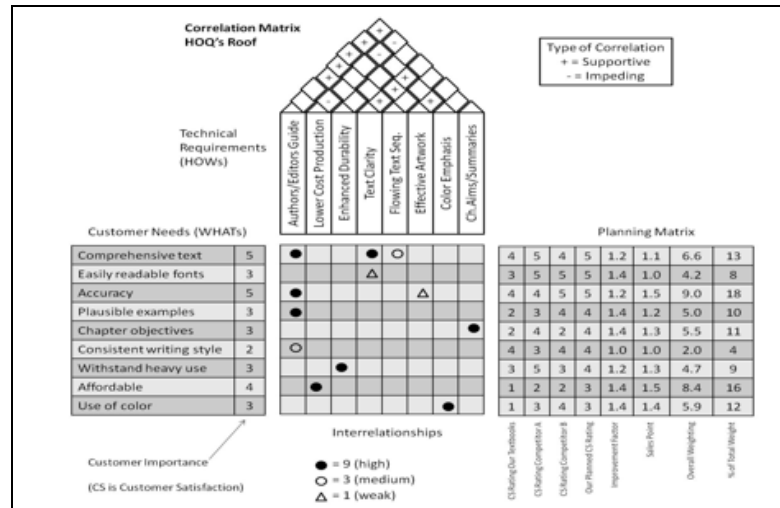 Correlation Matrix
HOQ's Roof
Type of Correlation
+ = Supportive
- = Impeding
Technical
Requirements
(HOWs)
Authors/Editors Guide
Lower Cost Production
Enhanced Durability
Text Clarity
Flowing Text Seq.
Effective Artwork
Color Emphasis
Ch.Aims/Summaries
Customer Needs (WHATs)
Planning Matrix
Comprehensive text 5 4 5 4 5 1.2 1.1 6.6 13
Easily readable fonts 3 3 5 5 5 1.4 1.0 4.2 8
Accuracy 5 4 4 5 5 1.2 1.5 9.0 18
Plausible examples 3 2 3 4 4 1.4 1.2 5.0 10
Chapter objectives 3 2 4 2 4 1.4 1.3 5.5 11
Consistent writing style 2 4 3 4 4 1.0 1.0 2.0 4
Withstand heavy use 3 3 5 3 4 1.2 1.3 4.7 9
Affordable 4 1 2 2 3 1.4 1.5 8.4 16
Use of color 3 1 3 4 3 1.4 1.4 5.9 12
CS Rating Our Textbooks
CS Rating Competitor A
CS Rating Competitor B
Our Planned CS Rating
Improvement Factor
Sales Point
Overall Weighting
% of Total Weight
Interrelationships
= 9 (high)
= 3 (medium)
= 1 (weak)
Customer Importance
(CS is Customer Satisfaction)